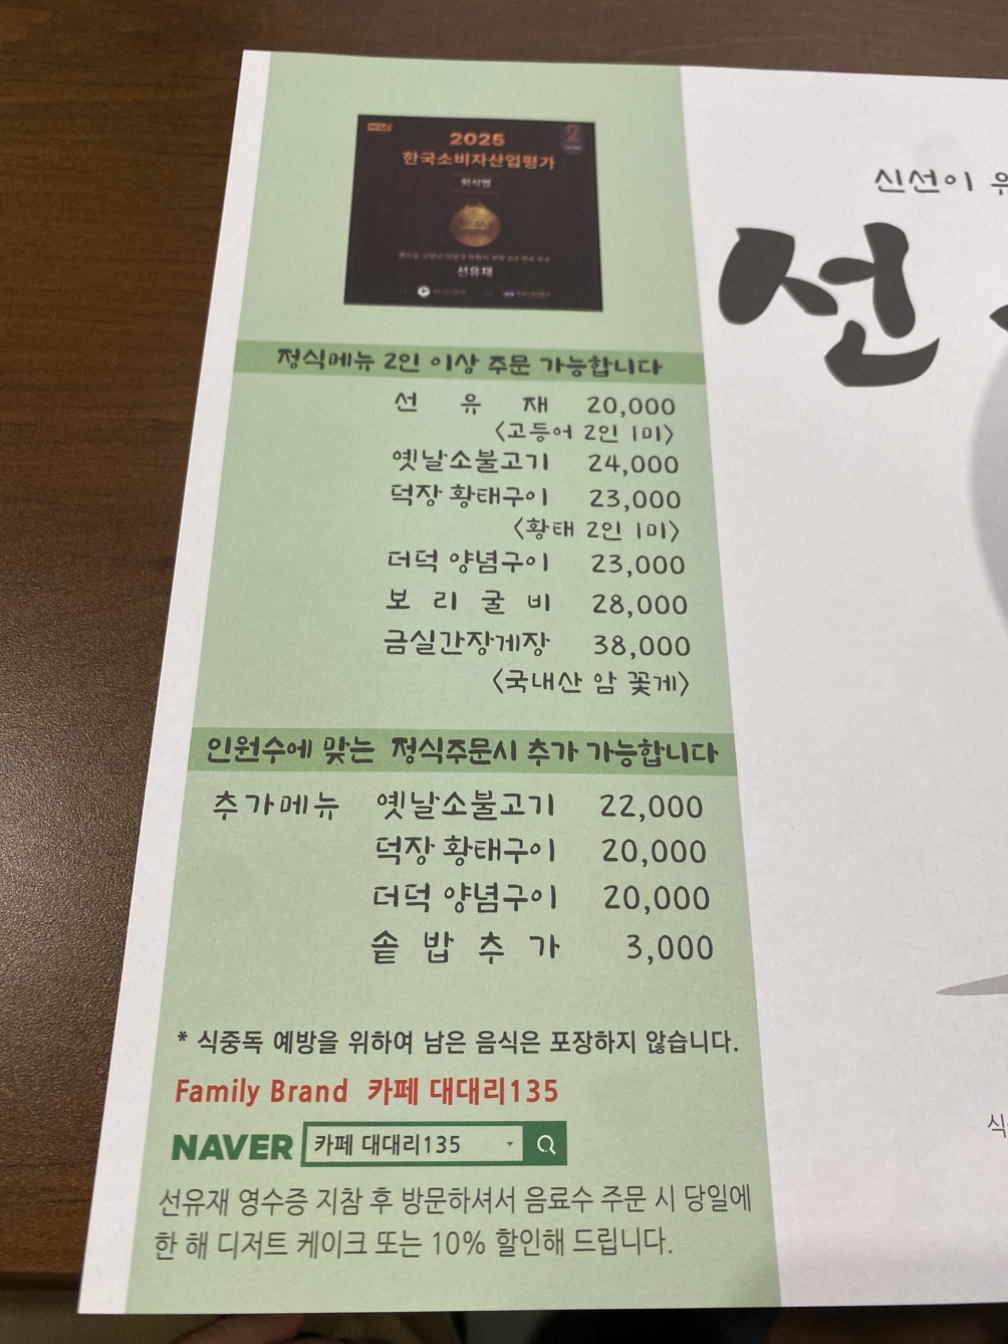 2025
한국소비자산업평가
외식업
선유재
정식메뉴 2인 이상 주문 가능합니다
선 유 재 20,000
<고등어 2인 1미>
옛날소불고기 24,000
덕장 황태구이 23,000
<황태 2인 1미>
더덕 양념구이 23,000
보 리 굴 비 28,000
금실간장게장 38,000
<국내산 암 꽃게>
인원수에 맞는 정식주문시 추가 가능합니다
추가메뉴 옛날소불고기 22,000
덕장 황태구이 20,000
더덕 양념구이 20,000
솥 밥 추 가 3,000
* 식중독 예방을 위하여 남은 음식은 포장하지 않습니다.
Family Brand 카페 대대리135
NAVER 카페 대대리135
선유재 영수증 지참 후 방문하셔서 음료수 주문 시 당일에
한 해 디저트 케이크 또는 10% 할인해 드립니다.
신선이
선